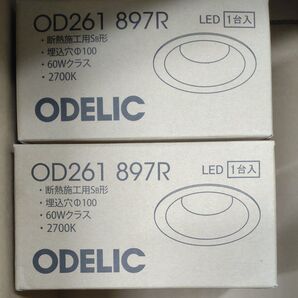 OD261 897R LED 1台入
・断熱施工用SB形
・埋込穴Φ100
・60Wクラス
・2700K
ODELIC
OD261 897R LED 1台入
・断熱施工用SB形
・埋込穴Φ100
・60Wクラス
・2700K
ODELIC